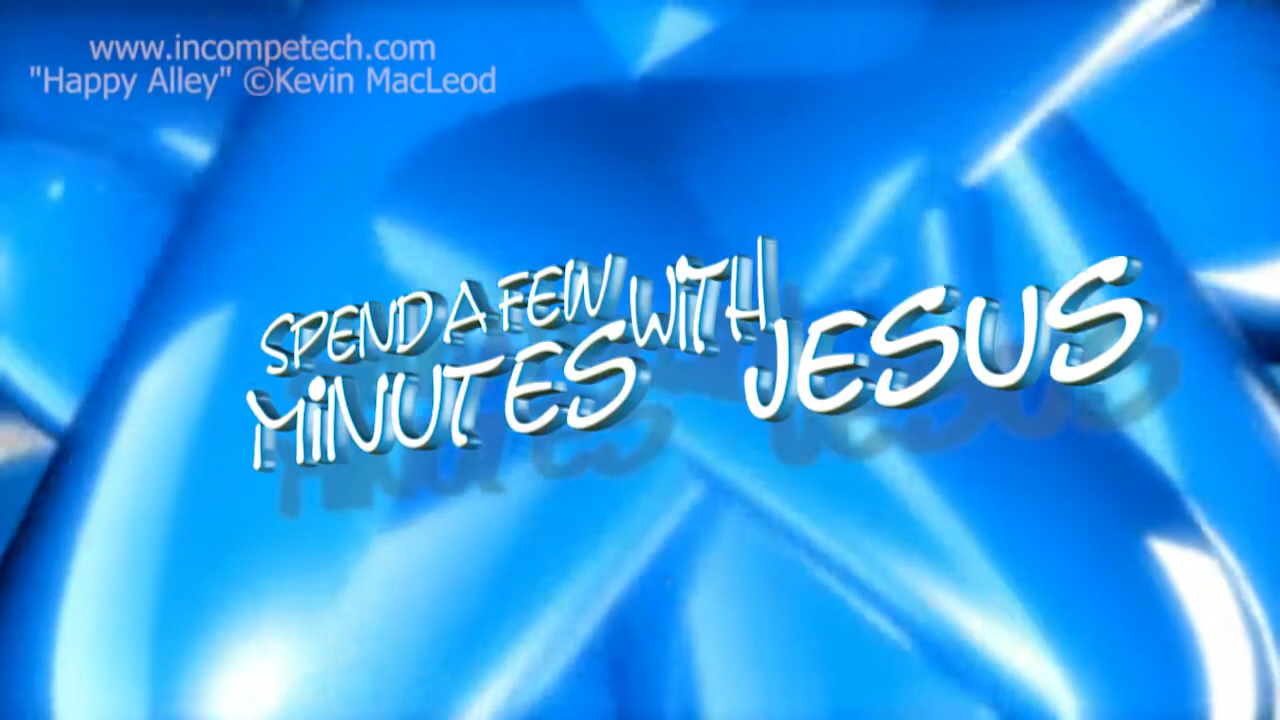 www.incompetech.com
"Happy Alley" ©Kevin MacLeod
SPEND A FEW
MiNUTES
WiTH
JESUS